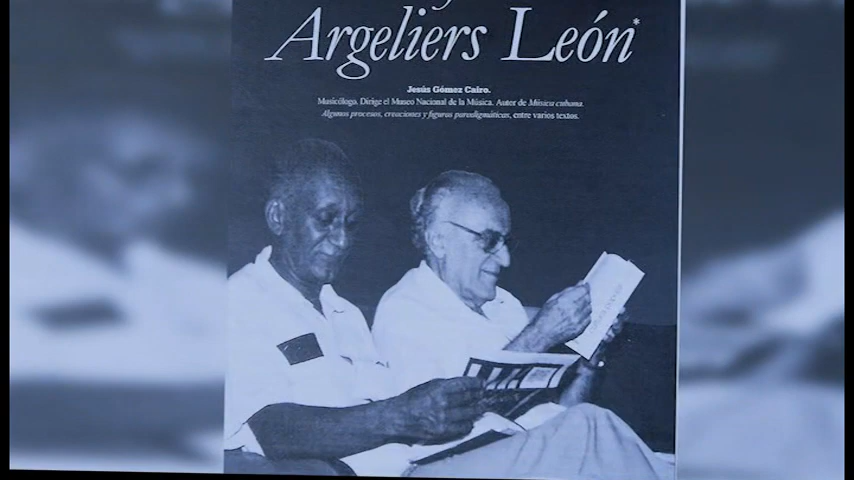 Argeliers León*
Jesús Gómez Cairo.
Musicólogo. Dirige el Museo Nacional de la Música. Autor de Música cubana.
Algunos procesos, creaciones y figuras paradigmáticas, entre varios textos.